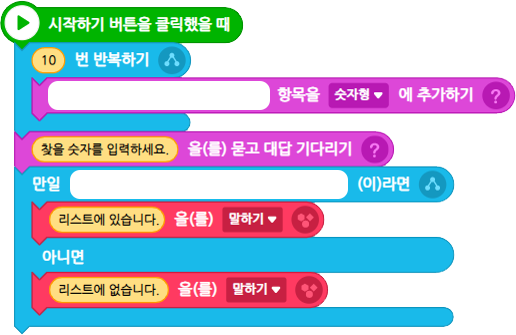 시작하기 버튼을 클릭했을 때
10 번 반복하기
항목을 숫자형 에 추가하기 ?
찾을 숫자를 입력하세요. 을(를) 묻고 대답 기다리기 ?
만일 (이)라면
리스트에 있습니다. 을(를) 말하기
아니면
리스트에 없습니다. 을(를) 말하기